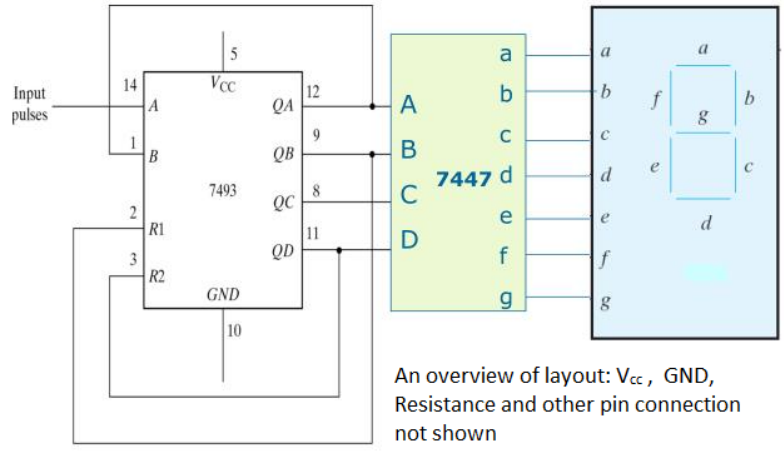 5
14
V_CC
12
Input
pulses
A
QA
A
1
9
B
QB
B
7493
2
8
QC
C
R1
3
11
QD
D
R2
GND
10
7447
a
b
c
d
e
f
g
a
b
c
d
e
f
g
a
f
b
g
e
c
d
An overview of layout: Vcc , GND,
Resistance and other pin connection
not shown